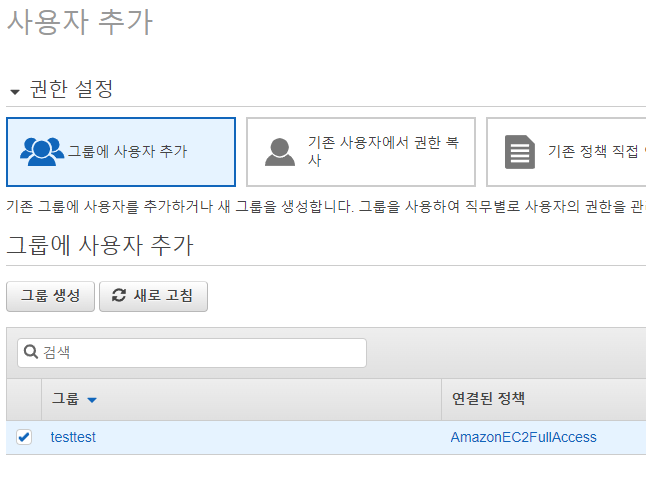 사용자 추가
권한 설정
그룹에 사용자 추가
기존 사용자에서 권한 복
사
기존 정책 직접
기존 그룹에 사용자를 추가하거나 새 그룹을 생성합니다. 그룹을 사용하여 직무별로 사용자의 권한을 관
그룹에 사용자 추가
그룹 생성
새로 고침
검색
그룹
연결된 정책
testtest
AmazonEC2FullAccess